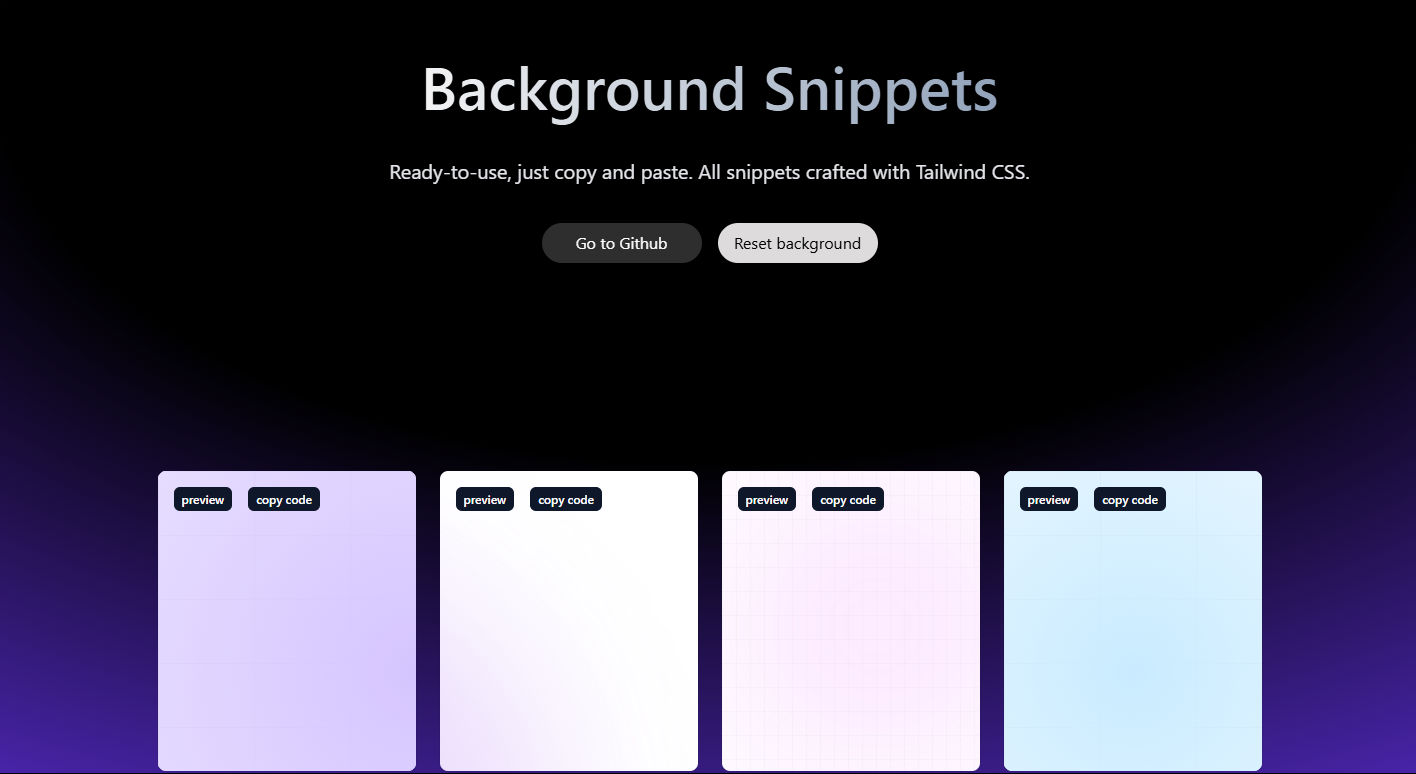 Background Snippets
Ready-to-use, just copy and paste. All snippets crafted with Tailwind CSS.
Go to Github
Reset background
preview
copy code
preview
copy code
preview
copy code
preview
copy code